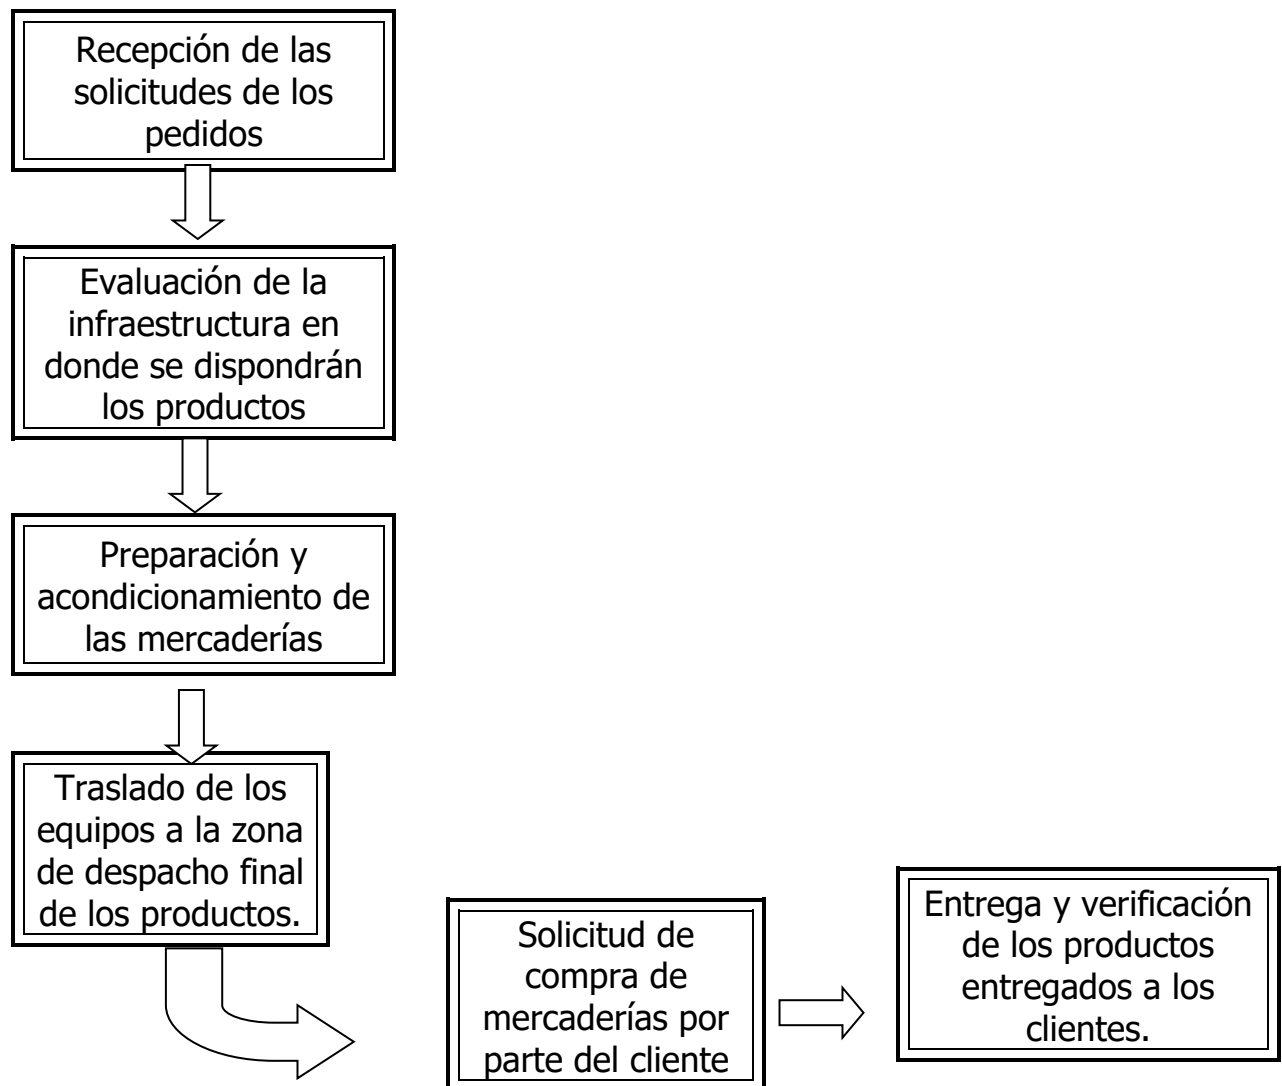 Recepción de las
solicitudes de los
pedidos
Evaluación de la
infraestructura en
donde se dispondrán
los productos
Preparación y
acondicionamiento de
las mercaderías
Traslado de los
equipos a la zona
de despacho final
de los productos.
Solicitud de
compra de
mercaderías por
parte del cliente
Entrega y verificación
de los productos
entregados a los
clientes.